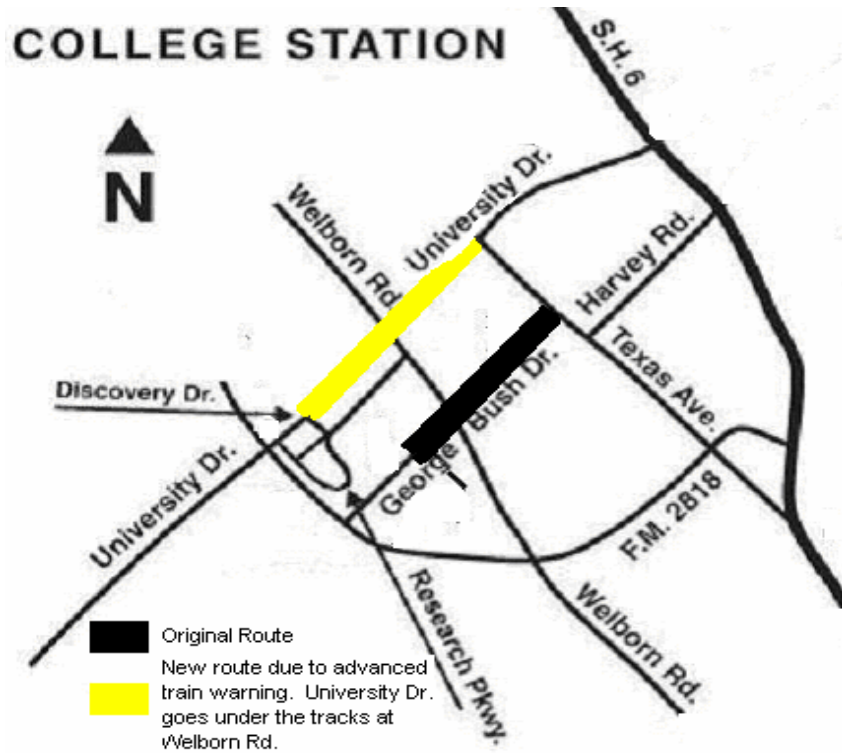 COLLEGE STATION
S.H. 6
N
Welborn Rd.
University Dr.
Harvey Rd.
Discovery Dr.
Bush Dr.
Texas Ave.
University Dr.
George
F.M. 2818
Research Pkwy.
Welborn Rd.
Original Route
New route due to advanced
train warning. University Dr.
goes under the tracks at
Welborn Rd.